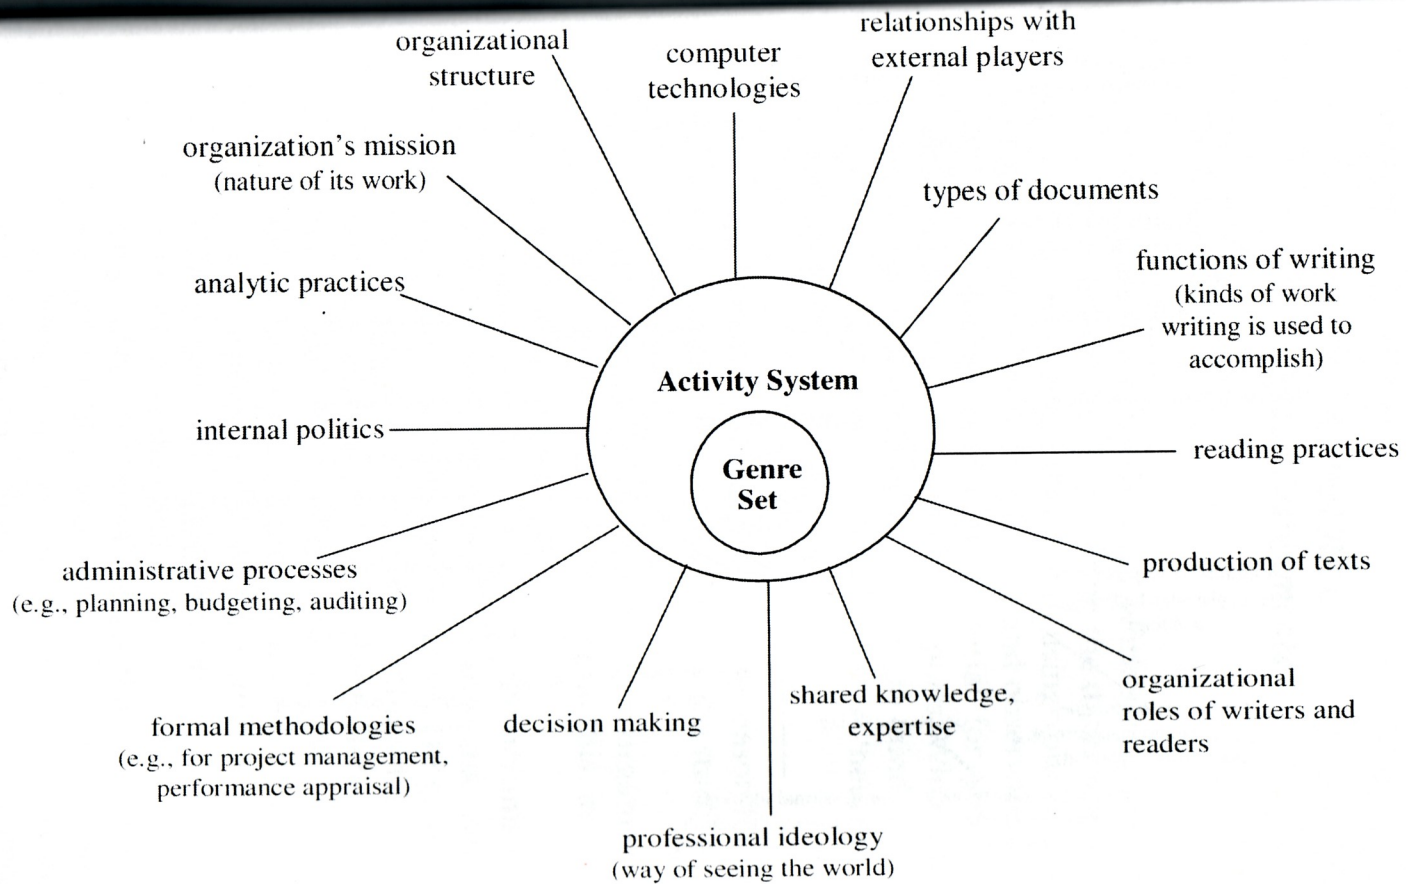 organizational
structure
computer
technologies
relationships with
external players
organization's mission
(nature of its work)
types of documents
analytic practices
functions of writing
(kinds of work
writing is used to
accomplish)
Activity System
internal politics
reading practices
Genre
Set
administrative processes
(e.g., planning, budgeting, auditing)
production of texts
formal methodologies
(e.g., for project management,
performance appraisal)
decision making
shared knowledge,
expertise
organizational
roles of writers and
readers
professional ideology
(way of seeing the world)